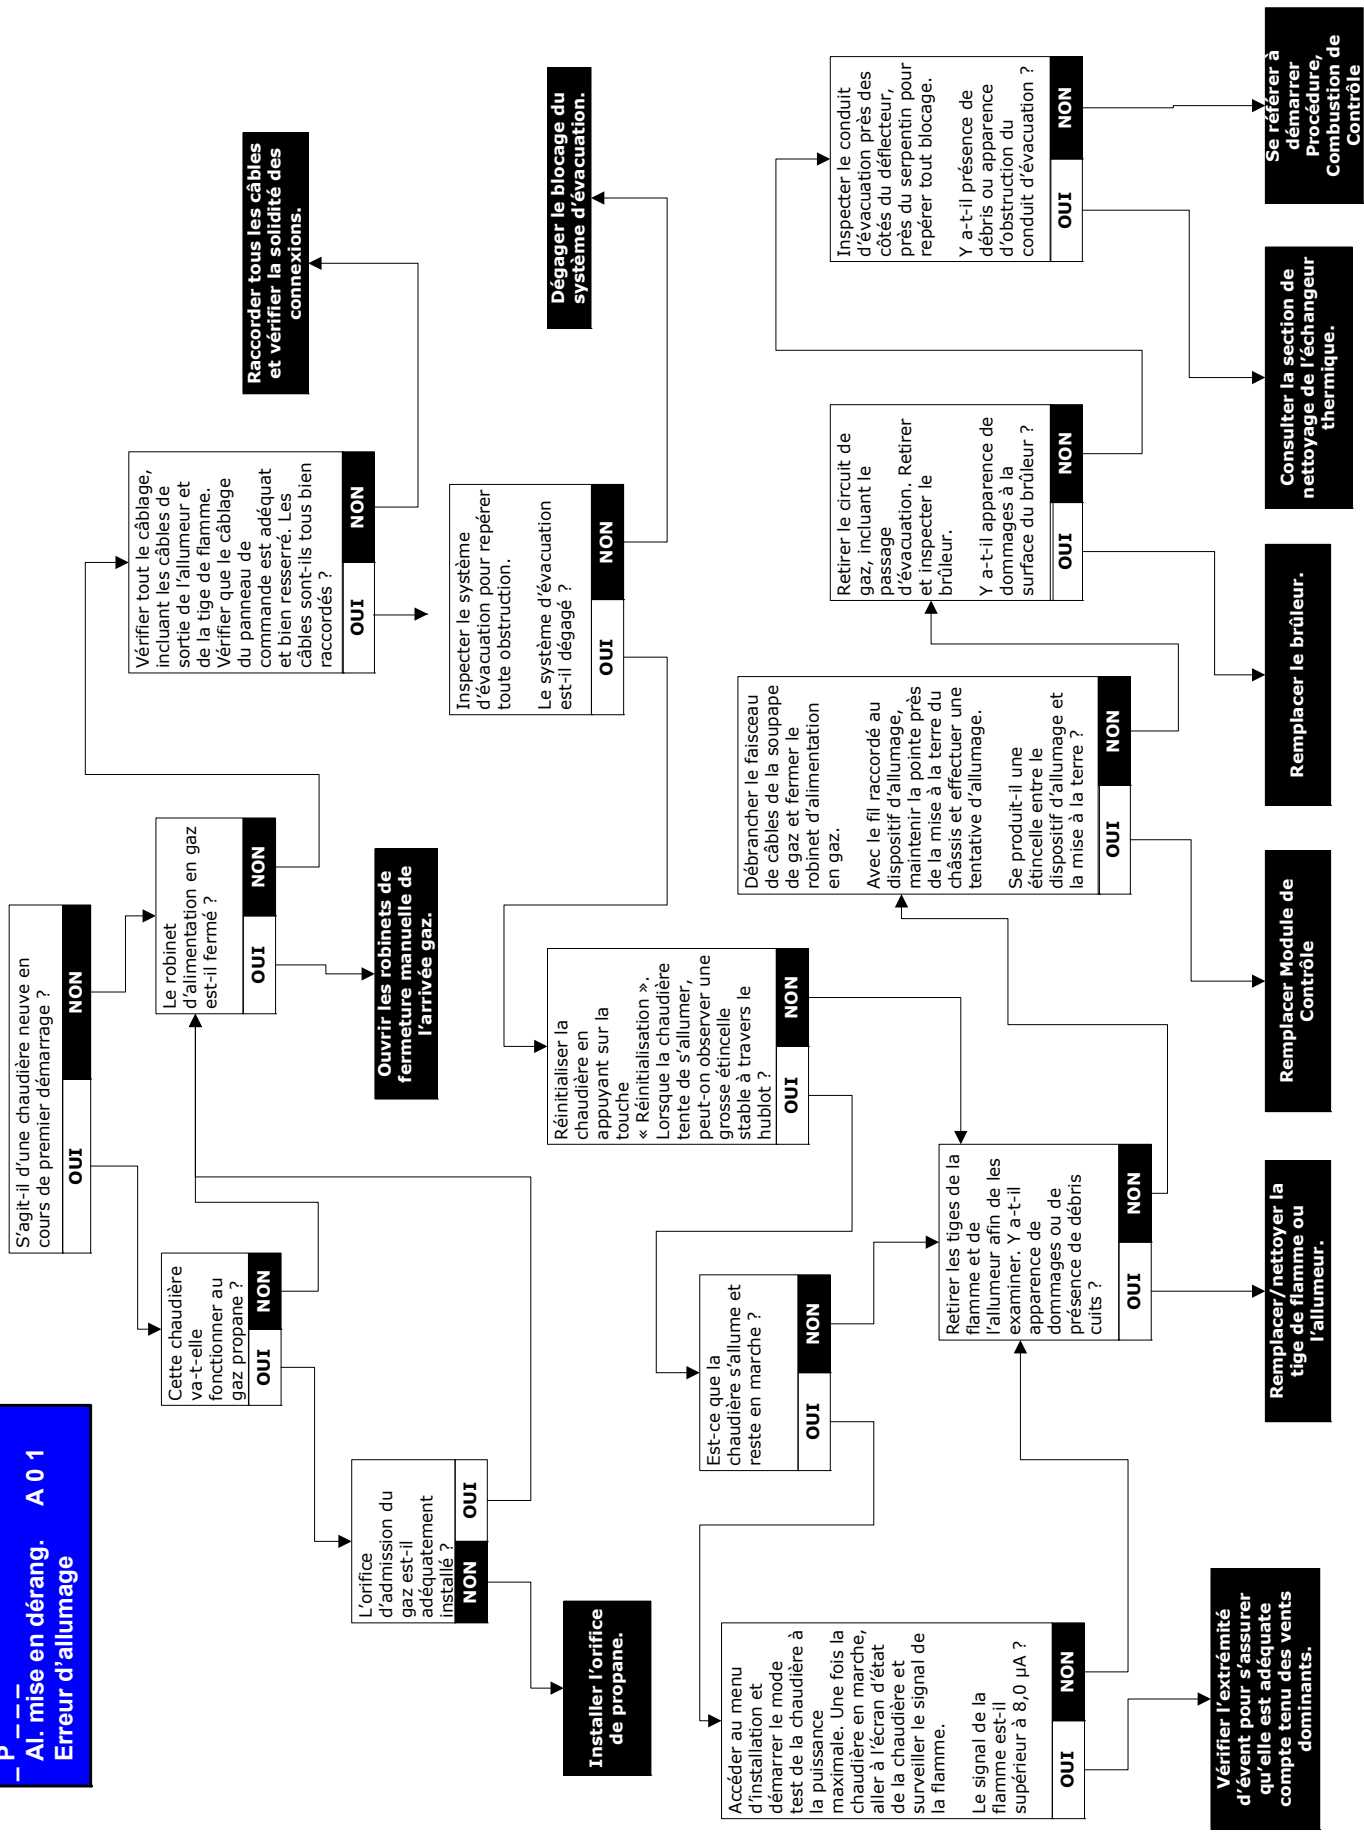 _ P _ _ _
Al. mise en dérang. A 0 1
Erreur d'allumage
S'agit-il d'une chaudière neuve en
cours de premier démarrage ?
OUI NON
Cette chaudière
va-t-elle
fonctionner au
gaz propane ?
OUI NON
Le robinet
d'alimentation en gaz
est-il fermé ?
OUI NON
Vérifier tout le câblage,
incluant les câbles de
sortie de l'allumeur et
de la tige de flamme.
Vérifier que le câblage
du panneau de
commande est adéquat
et bien resserré. Les
câbles sont-ils tous bien
raccordés ?
OUI NON
Raccorder tous les câbles
et vérifier la solidité des
connexions.
L'orifice
d'admission du
gaz est-il
adéquatement
installé ?
NON OUI
Ouvrir les robinets de
fermeture manuelle de
l'arrivée gaz.
Inspecter le système
d'évacuation pour repérer
toute obstruction.
Le système d'évacuation
est-il dégagé ?
OUI NON
Dégager le blocage du
système d'évacuation.
Installer l'orifice
de propane.
Réinitialiser la
chaudière en
appuyant sur la
touche
« Réinitialisation ».
Lorsque la chaudière
tente de s'allumer,
peut-on observer une
grosse étincelle
stable à travers le
hublot ?
OUI NON
Est-ce que la
chaudière s'allume et
reste en marche ?
OUI NON
Accéder au menu
d'installation et
démarrer le mode
test de la chaudière à
la puissance
maximale. Une fois la
chaudière en marche,
aller à l'écran d'état
de la chaudière et
surveiller le signal de
la flamme.
Le signal de la
flamme est-il
supérieur à 8,0 µA ?
OUI NON
Retirer les tiges de la
flamme et de
l'allumeur afin de les
examiner. Y a-t-il
apparence de
dommages ou de
présence de débris
cuits ?
OUI NON
Débrancher le faisceau
de câbles de la soupape
de gaz et fermer le
robinet d'alimentation
en gaz.
Avec le fil raccordé au
dispositif d'allumage,
maintenir la pointe près
de la mise à la terre du
châssis et effectuer une
tentative d'allumage.
Se produit-il une
étincelle entre le
dispositif d'allumage et
la mise à la terre ?
OUI NON
Retirer le circuit de
gaz, incluant le
passage
d'évacuation. Retirer
et inspecter le
brûleur.
Y a-t-il apparence de
dommages à la
surface du brûleur ?
OUI NON
Inspecter le conduit
d'évacuation près des
côtés du déflecteur,
près du serpentin pour
repérer tout blocage.
Y a-t-il présence de
débris ou apparence
d'obstruction du
conduit d'évacuation ?
OUI NON
Vérifier l'extrémité
d'évent pour s'assurer
qu'elle est adéquate
compte tenu des vents
dominants.
Remplacer/nettoyer la
tige de flamme ou
l'allumeur.
Remplacer Module de
Contrôle
Remplacer le brûleur.
Consulter la section de
nettoyage de l'échangeur
thermique.
Se référer à
démarrer
Procédure,
Combustion de
Contrôle